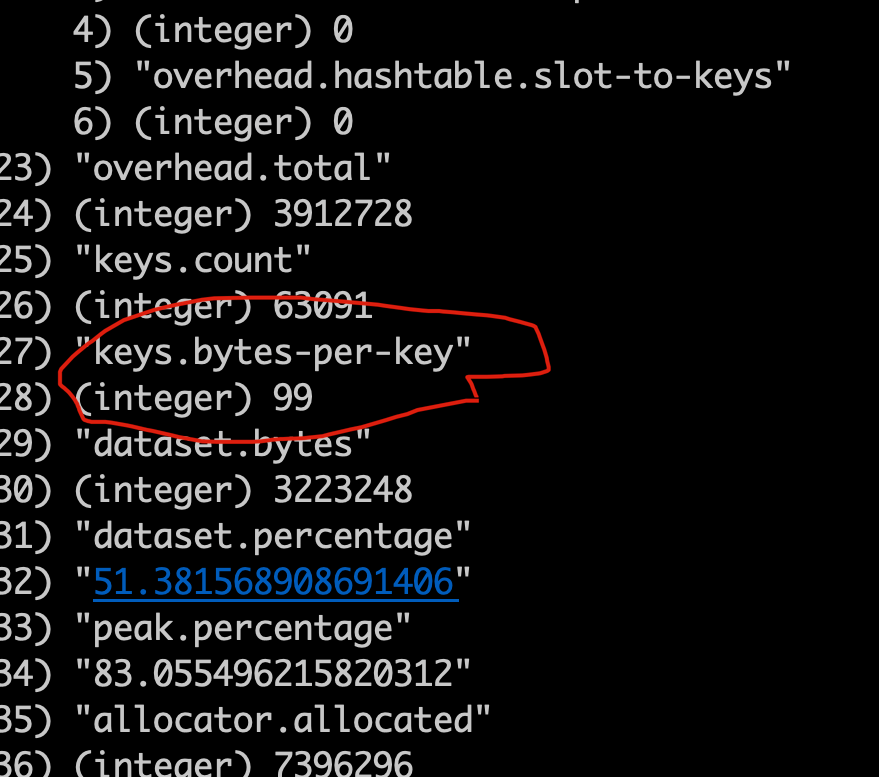 4) (integer) 0
5) "overhead.hashtable.slot-to-keys"
6) (integer) 0
23) "overhead.total"
24) (integer) 3912728
25) "keys.count"
26) (integer) 63091
27) "keys.bytes-per-key"
28) (integer) 99
29) "dataset.bytes"
30) (integer) 3223248
31) "dataset.percentage"
32) "51.381568908691406"
33) "peak.percentage"
34) "83.055496215820312"
35) "allocator.allocated"
36) (integer) 7396296